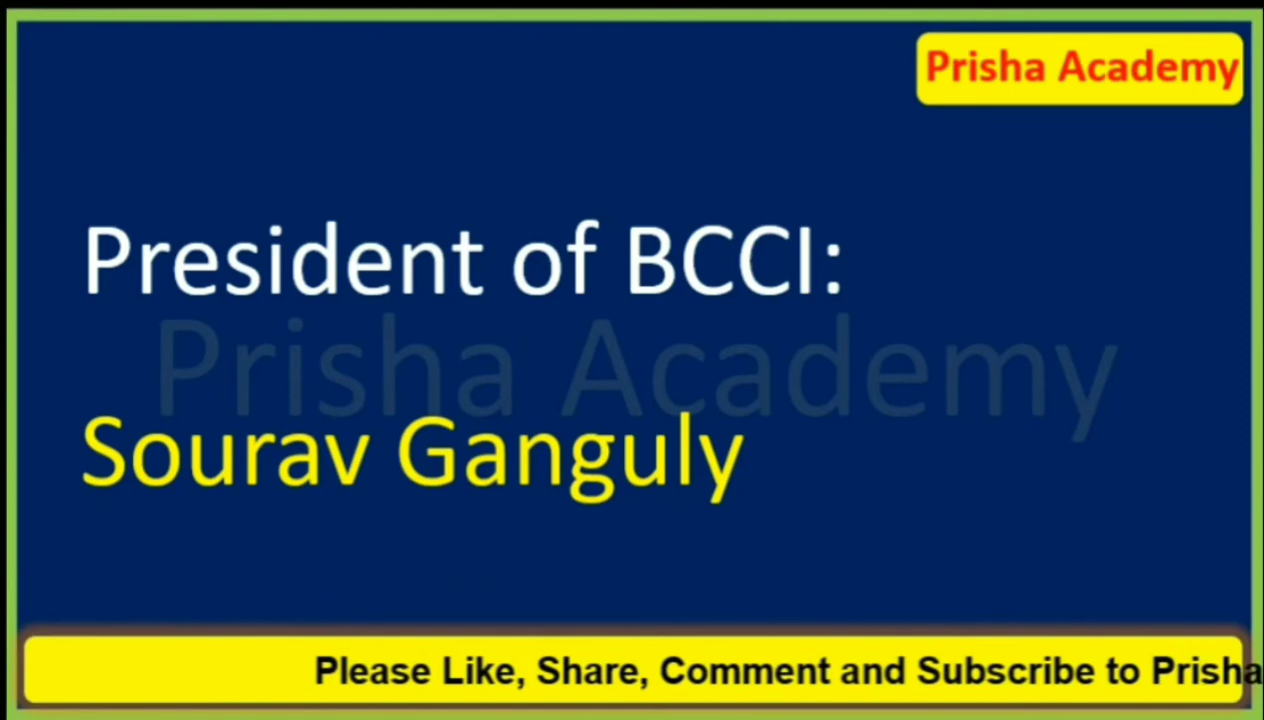 Prisha Academy
President of BCCI:
Prisha Academy
Sourav Ganguly
Please Like, Share, Comment and Subscribe to Prisha